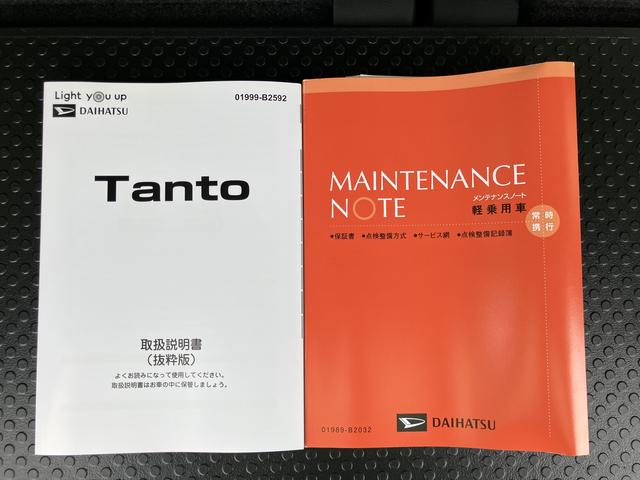 Light you up
DAIHATSU
01999-B2592
Tanto
取扱説明書
（抜粋版）
よくお読みになって使用してください。
取扱説明書はお車の中に保管しましょう。
MAINTENANCE
NOTE
メンテナンスノート
軽乗用車
常時
携行
●保証書 ●点検整備方式 ●サービス網 ●点検整備記録簿
01989-B2032
DAIHATSU